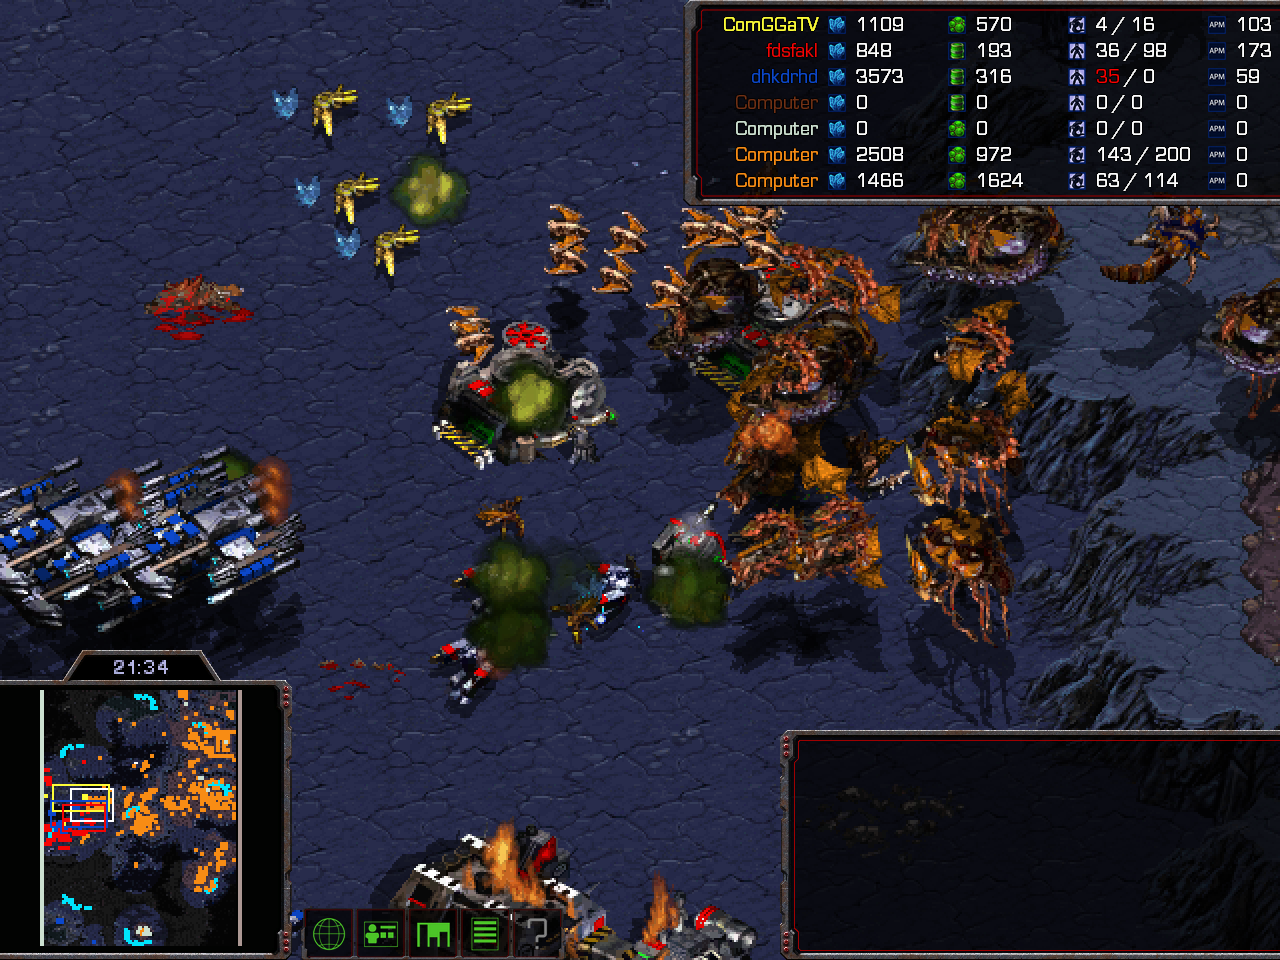 ComGGaTV 1109 570 4 / 16 APM 103
fdsfakl 848 193 36 / 98 APM 173
dhkdrhd 3573 316 35 / 0 APM 59
Computer 0 0 0 / 0 APM 0
Computer 0 0 0 / 0 APM 0
Computer 2508 972 143 / 200 APM 0
Computer 1466 1624 63 / 114 APM 0
21:34
?